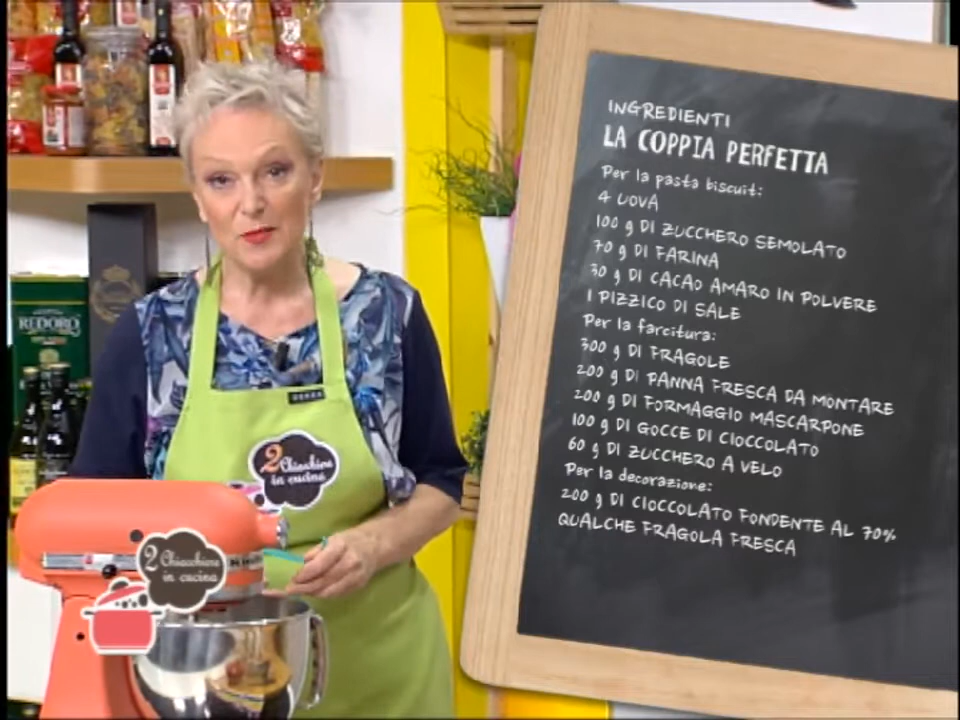 INGREDIENTI
LA COPPIA PERFETTA
Per la pasta biscuit:
4 UOVA
100 g DI ZUCCHERO SEMOLATO
70 g DI FARINA
30 g DI CACAO AMARO IN POLVERE
1 PIZZICO DI SALE
Per la farcitura:
300 g DI FRAGOLE
200 g DI PANNA FRESCA DA MONTARE
200 g DI FORMAGGIO MASCARPONE
100 g DI GOCCE DI CIOCCOLATO
60 g DI ZUCCHERO A VELO
Per la decorazione:
200 g DI CIOCCOLATO FONDENTE AL 70%
QUALCHE FRAGOLA FRESCA
REDORO
2 Chiacchiere
in cucina
2 Chiacchiere
in cucina